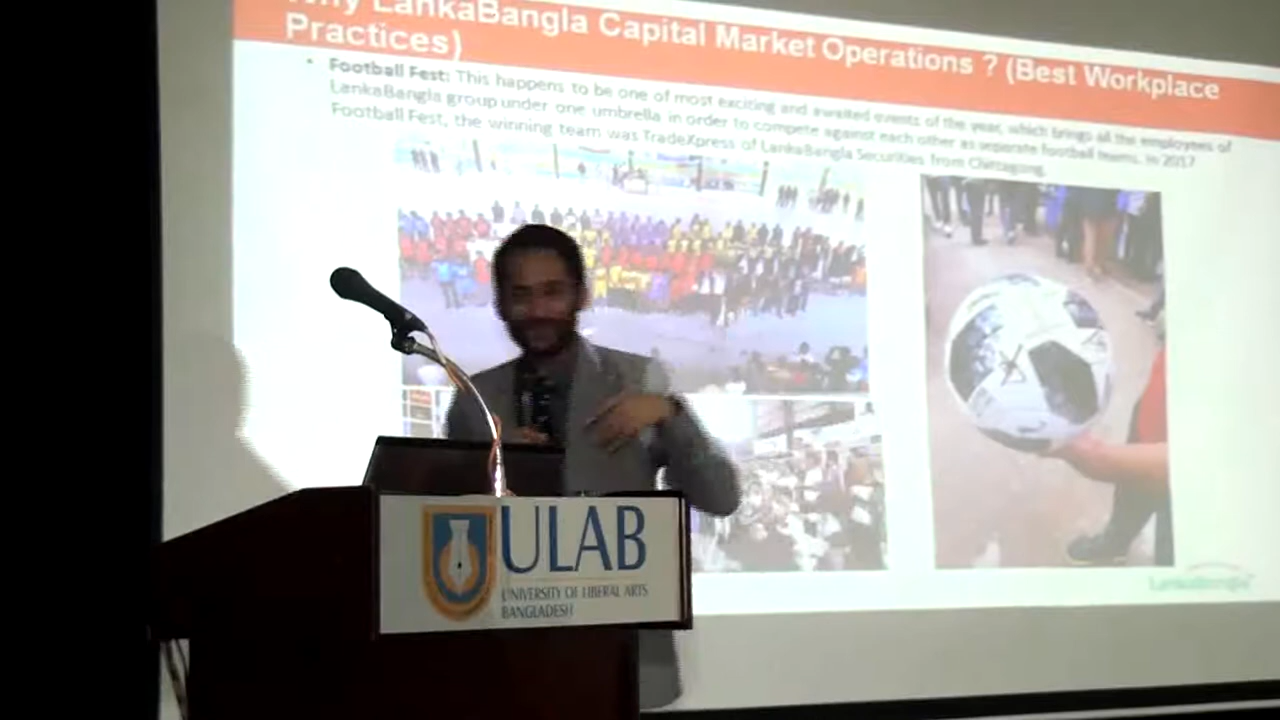 Why LankaBangla Capital Market Operations ? (Best Workplace
Practices)
• Football Fest: This happens to be one of most exciting and awaited events of the year, which brings all the employees of
LankaBangla group under one umbrella in order to compete against each other as separate football teams. In 2017
Football Fest, the winning team was TradeXpress of LankaBangla Securities from Chittagong.
LankaBangla
ULAB
UNIVERSITY OF LIBERAL ARTS
BANGLADESH